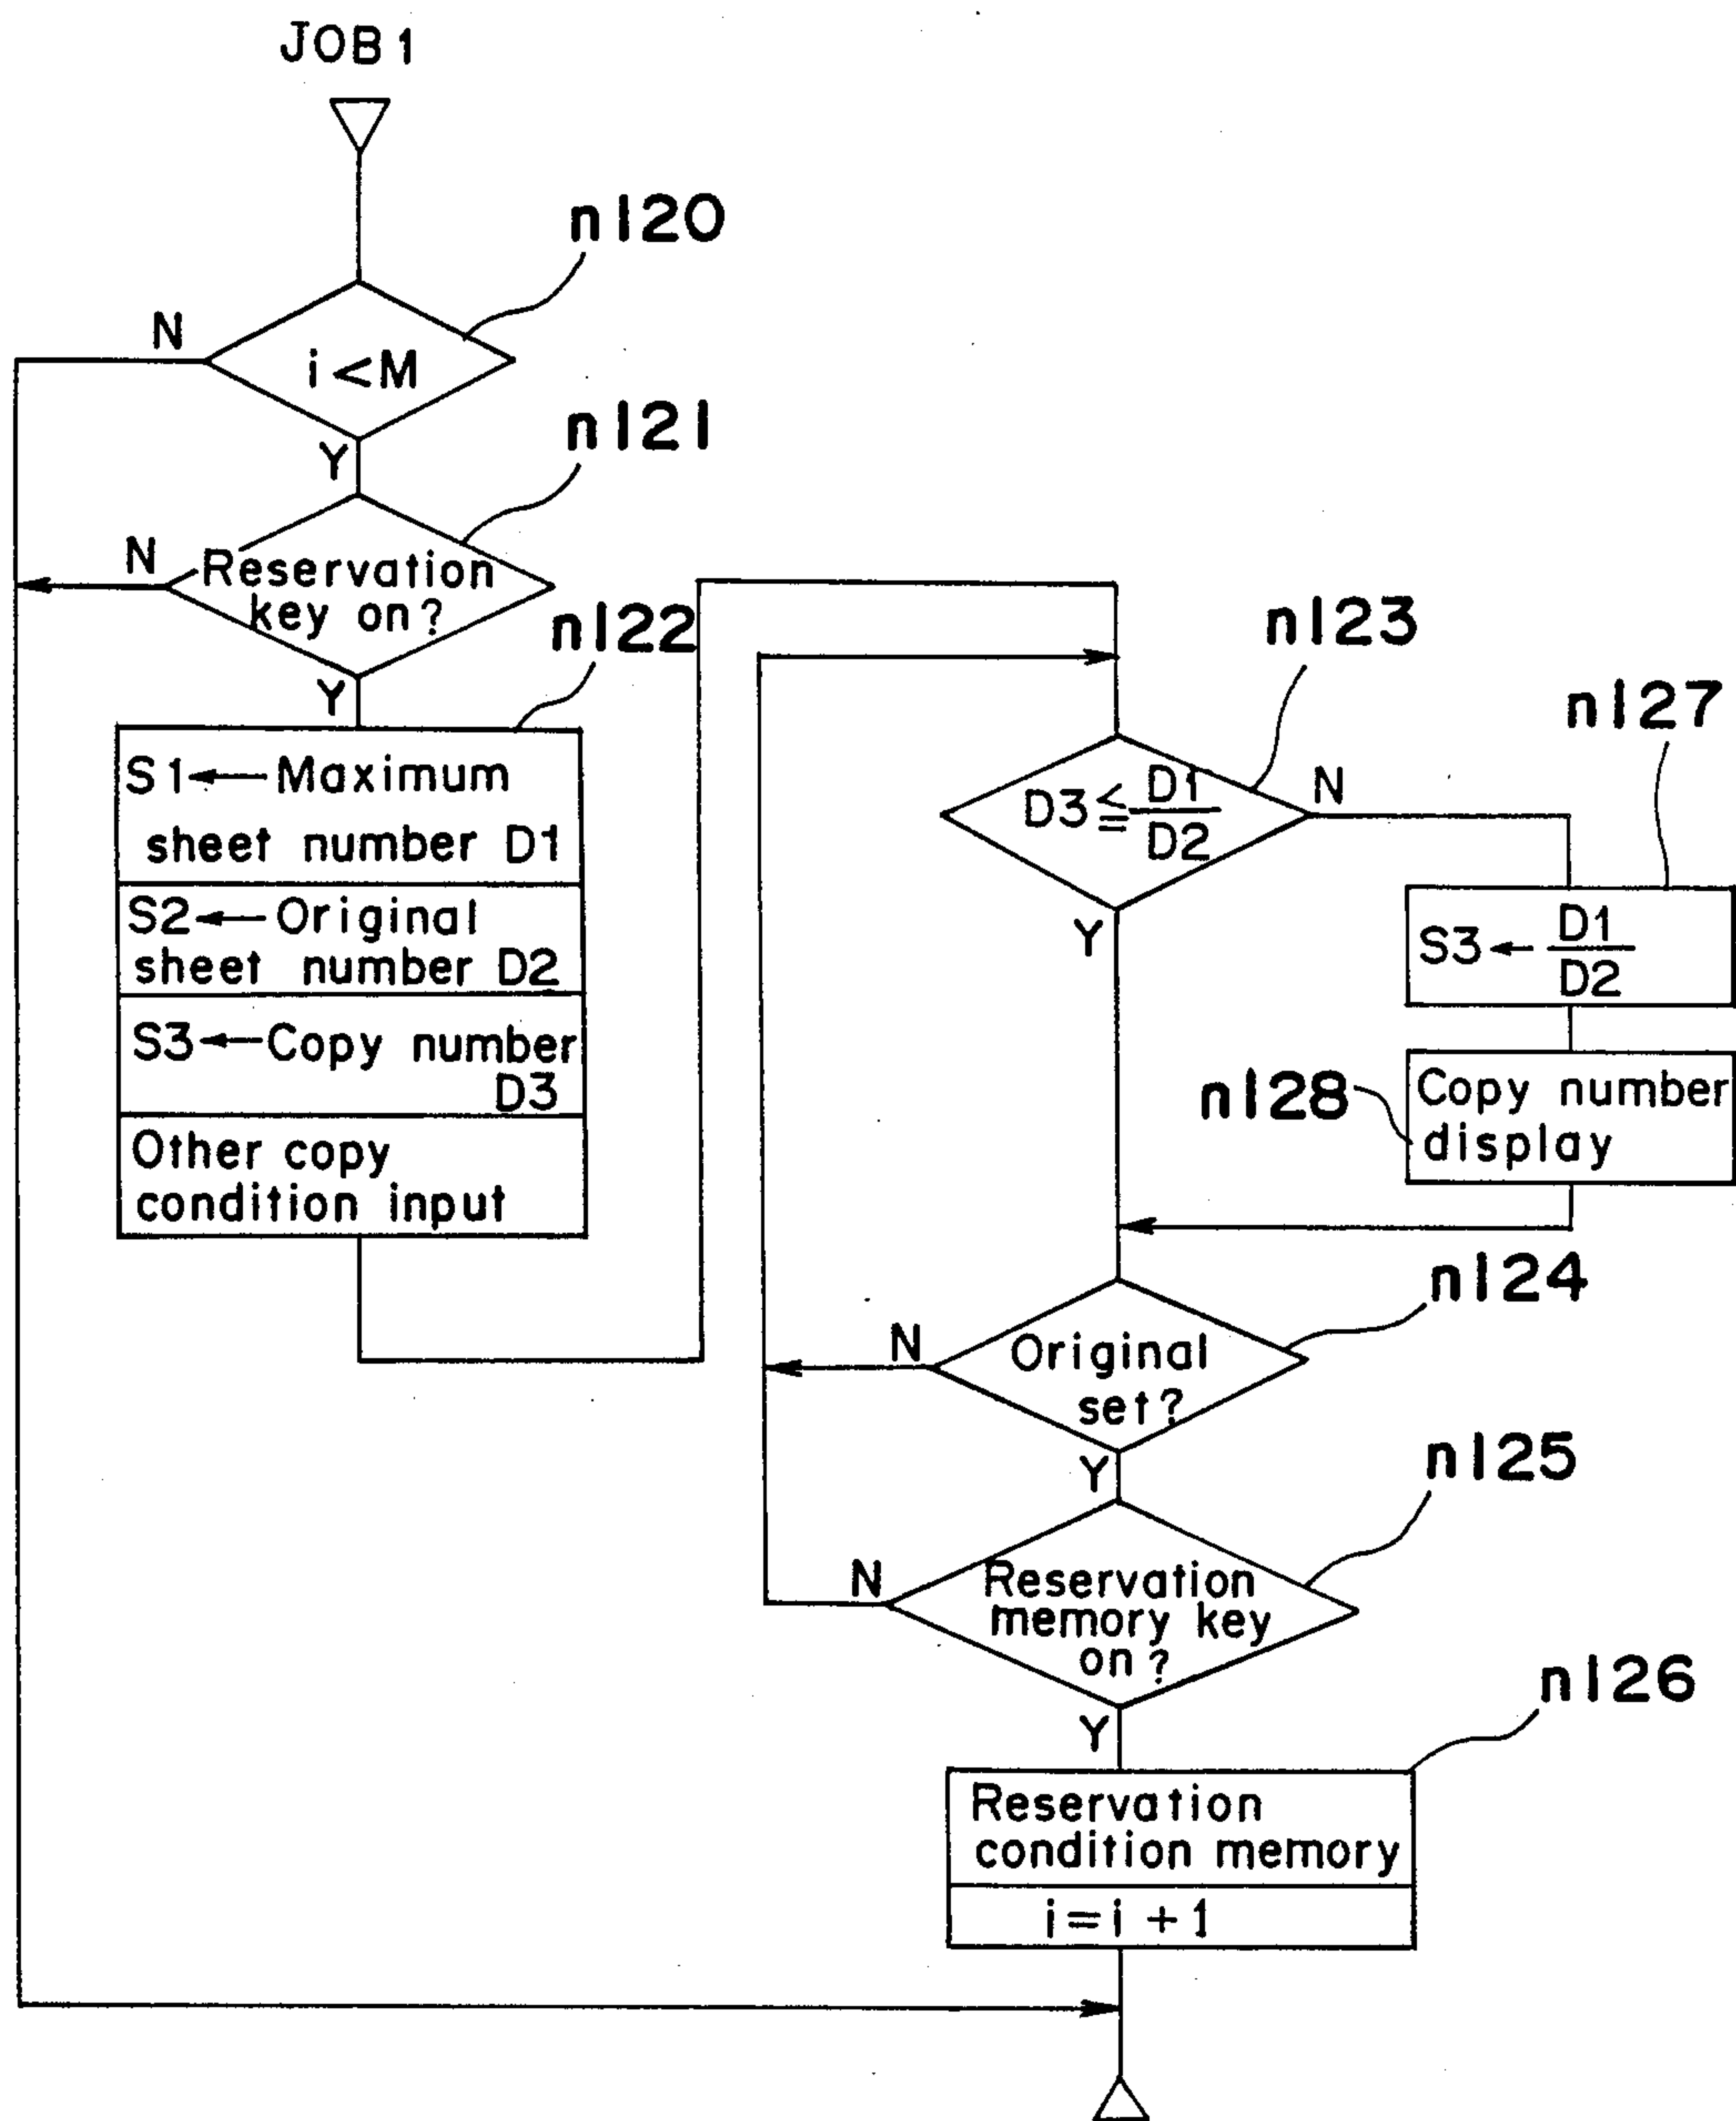 JOB1
n120
N
i<M
Y
n121
N
Reservation
key on?
Y
n122
S1←Maximum
sheet number D1
S2←Original
sheet number D2
S3←Copy number
D3
Other copy
condition input
n123
D3≦D1/D2
N
Y
n127
S3←D1/D2
n128
Copy number
display
n124
N
Original
set?
Y
n125
N
Reservation
memory key
on?
Y
n126
Reservation
condition memory
i=i+1